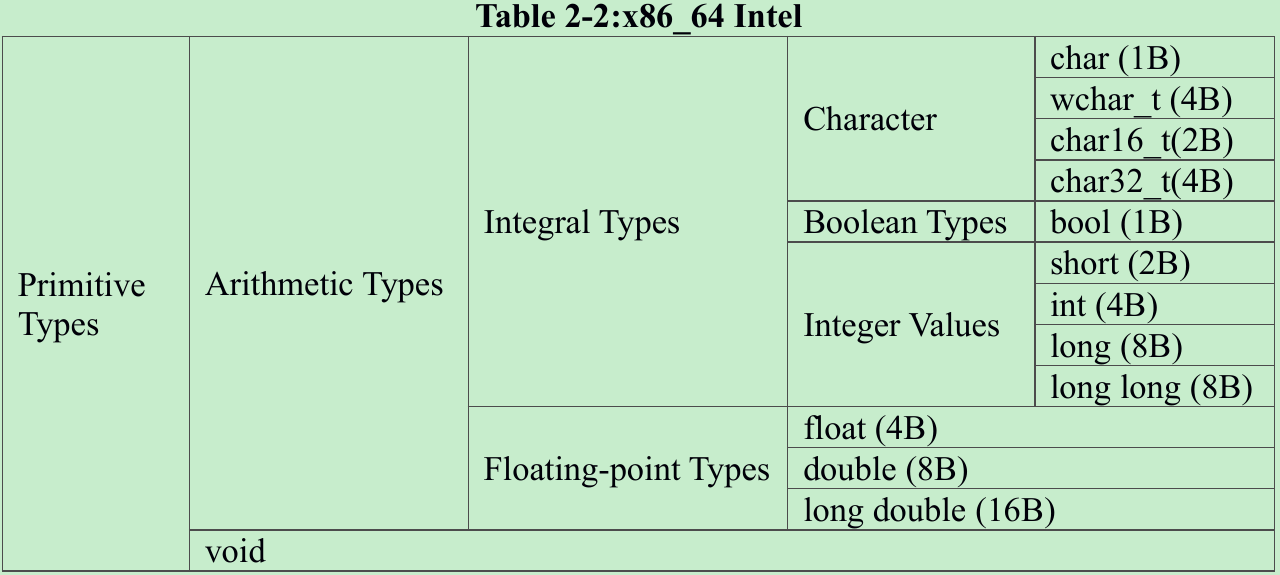 Table 2-2:x86_64 Intel
Primitive
Types
Arithmetic Types
Integral Types
Character
char (1B)
wchar_t (4B)
char16_t(2B)
char32_t(4B)
Boolean Types
bool (1B)
Integer Values
short (2B)
int (4B)
long (8B)
long long (8B)
Floating-point Types
float (4B)
double (8B)
long double (16B)
void